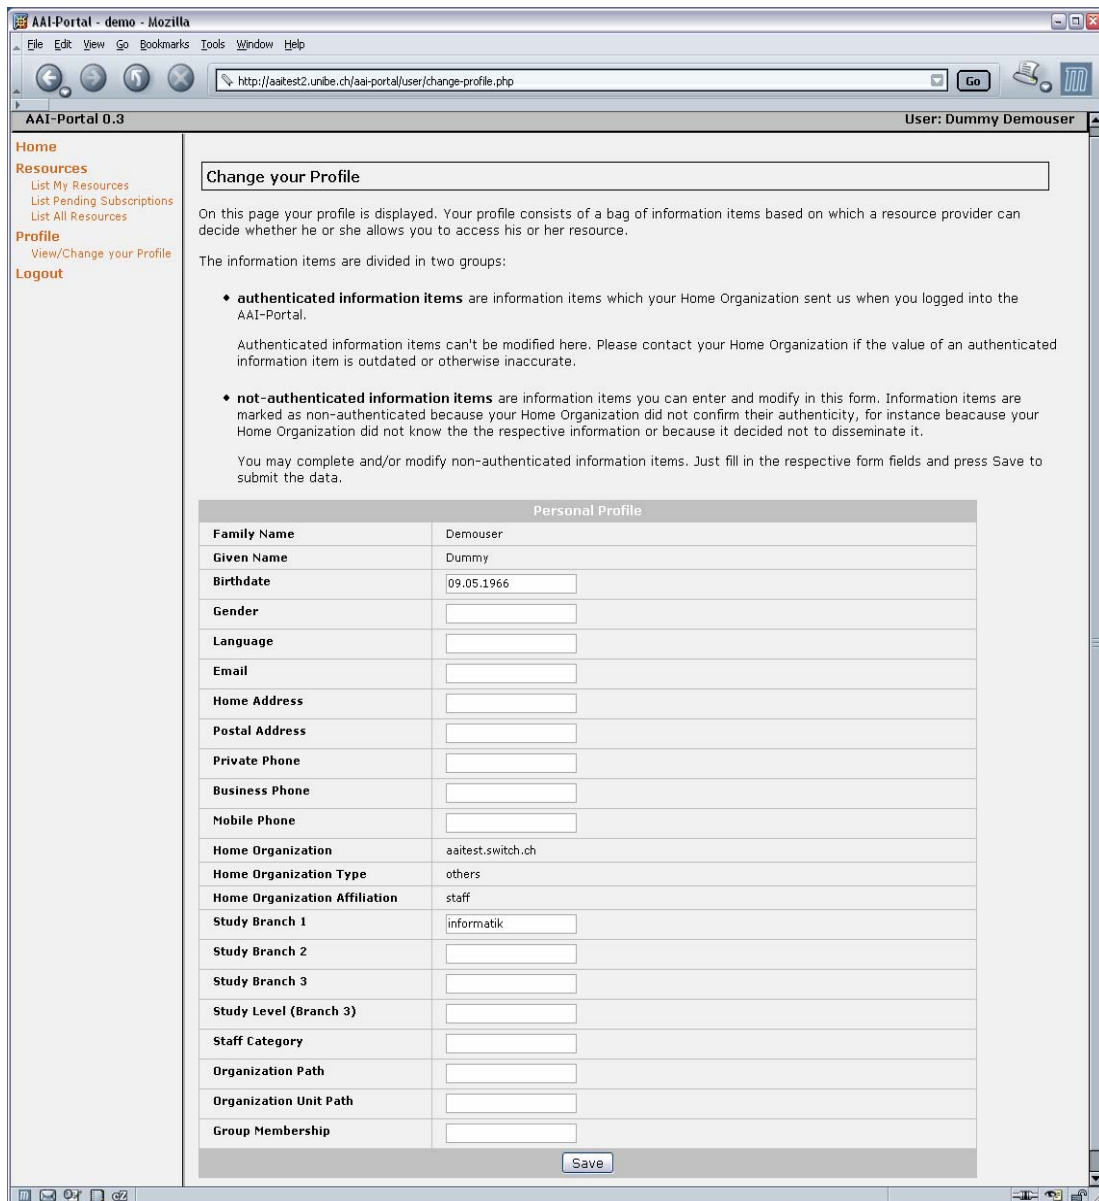 AAI-Portal - demo - Mozilla
File Edit View Go Bookmarks Tools Window Help
http://aaitest2.unibe.ch/aai-portal/user/change-profile.php
Go
AAI-Portal 0.3
User: Dummy Demouser
Home
Resources
List My Resources
List Pending Subscriptions
List All Resources
Profile
View/Change your Profile
Logout
Change your Profile
On this page your profile is displayed. Your profile consists of a bag of information items based on which a resource provider can
decide whether he or she allows you to access his or her resource.
The information items are divided in two groups:
• authenticated information items are information items which your Home Organization sent us when you logged into the
AAI-Portal.
Authenticated information items can't be modified here. Please contact your Home Organization if the value of an authenticated
information item is outdated or otherwise inaccurate.
• not-authenticated information items are information items you can enter and modify in this form. Information items are
marked as non-authenticated because your Home Organization did not confirm their authenticity, for instance beacause your
Home Organization did not know the the respective information or because it decided not to disseminate it.
You may complete and/or modify non-authenticated information items. Just fill in the respective form fields and press Save to
submit the data.
Personal Profile
Family Name Demouser
Given Name Dummy
Birthdate 09.05.1966
Gender
Language
Email
Home Address
Postal Address
Private Phone
Business Phone
Mobile Phone
Home Organization aaitest.switch.ch
Home Organization Type others
Home Organization Affiliation staff
Study Branch 1 informatik
Study Branch 2
Study Branch 3
Study Level (Branch 3)
Staff Category
Organization Path
Organization Unit Path
Group Membership
Save